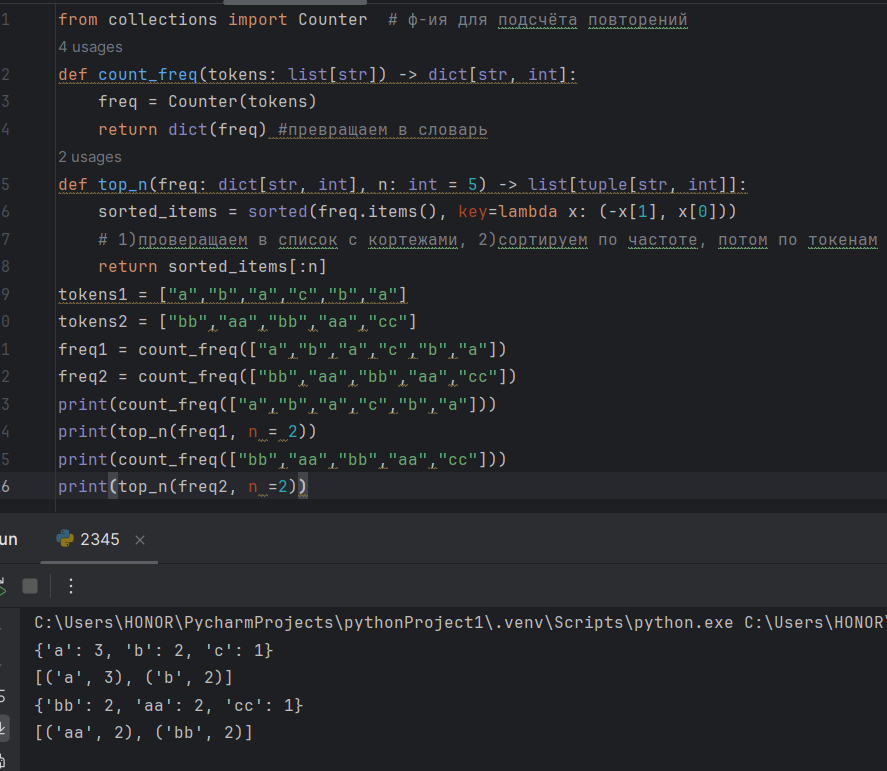 1 from collections import Counter  # ф-ия для подсчёта повторений
4 usages
2 def count_freq(tokens: list[str]) -> dict[str, int]:
3     freq = Counter(tokens)
4     return dict(freq) #превращаем в словарь
2 usages
5 def top_n(freq: dict[str, int], n: int = 5) -> list[tuple[str, int]]:
6     sorted_items = sorted(freq.items(), key=lambda x: (-x[1], x[0]))
7     # 1)проверащаем в список с кортежами, 2)сортируем по частоте, потом по токенам
8     return sorted_items[:n]
9 tokens1 = ["a","b","a","c","b","a"]
0 tokens2 = ["bb","aa","bb","aa","cc"]
1 freq1 = count_freq(["a","b","a","c","b","a"])
2 freq2 = count_freq(["bb","aa","bb","aa","cc"])
3 print(count_freq(["a","b","a","c","b","a"]))
4 print(top_n(freq1, n = 2))
5 print(count_freq(["bb","aa","bb","aa","cc"]))
6 print(top_n(freq2, n =2))
un 2345
C:\Users\HONOR\PycharmProjects\pythonProject1\.venv\Scripts\python.exe C:\Users\HONOR\
{'a': 3, 'b': 2, 'c': 1}
[('a', 3), ('b', 2)]
{'bb': 2, 'aa': 2, 'cc': 1}
[('aa', 2), ('bb', 2)]